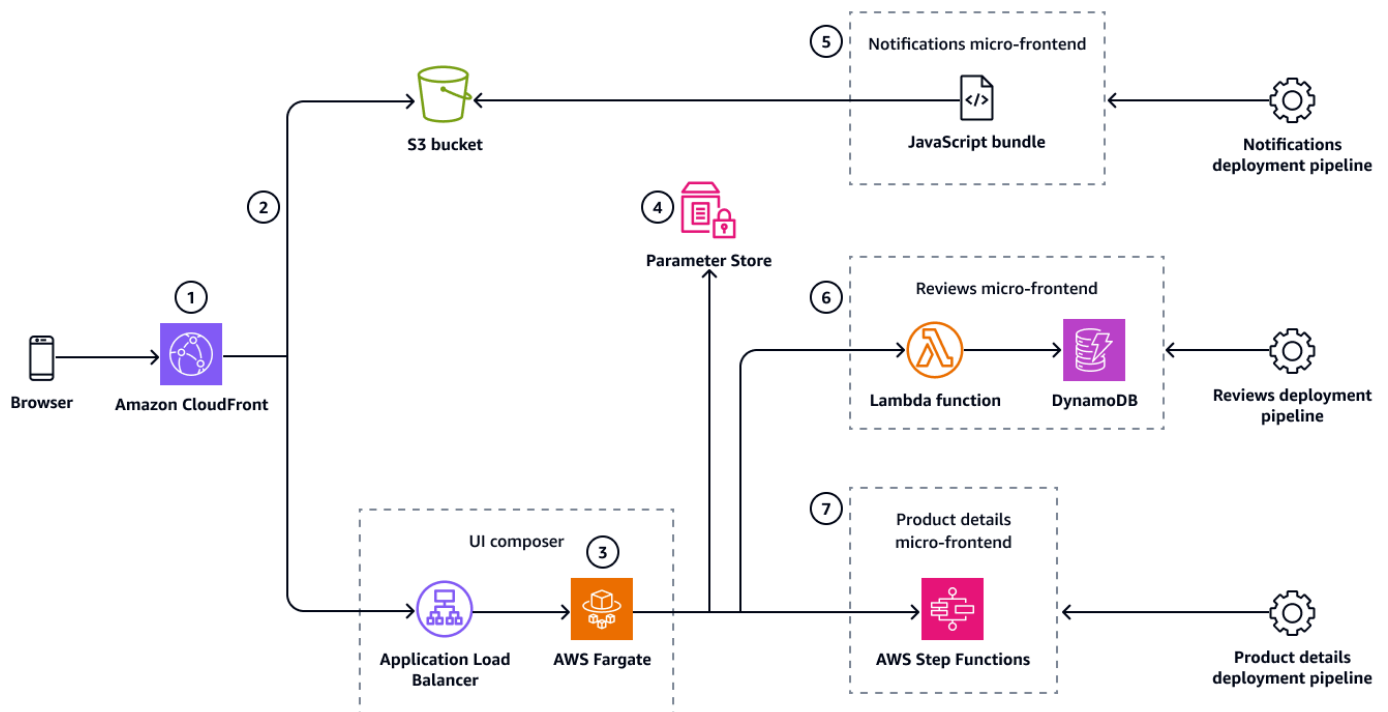 5
Notifications micro-frontend
</>
JavaScript bundle
Notifications
deployment pipeline
S3 bucket
2
4
Parameter Store
1
Browser
Amazon CloudFront
6
Reviews micro-frontend
Lambda function
DynamoDB
Reviews deployment
pipeline
7
Product details
micro-frontend
AWS Step Functions
Product details
deployment pipeline
UI composer
3
Application Load
Balancer
AWS Fargate